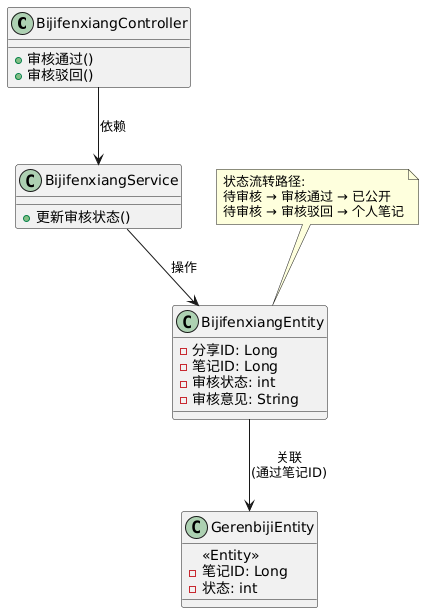 C BijifenxiangController
审核通过()
审核驳回()
依赖
C BijifenxiangService
更新审核状态()
状态流转路径:
待审核 → 审核通过 → 已公开
待审核 → 审核驳回 → 个人笔记
操作
C BijifenxiangEntity
分享ID: Long
笔记ID: Long
审核状态: int
审核意见: String
关联
(通过笔记ID)
C GerenbijiEntity
«Entity»
笔记ID: Long
状态: int